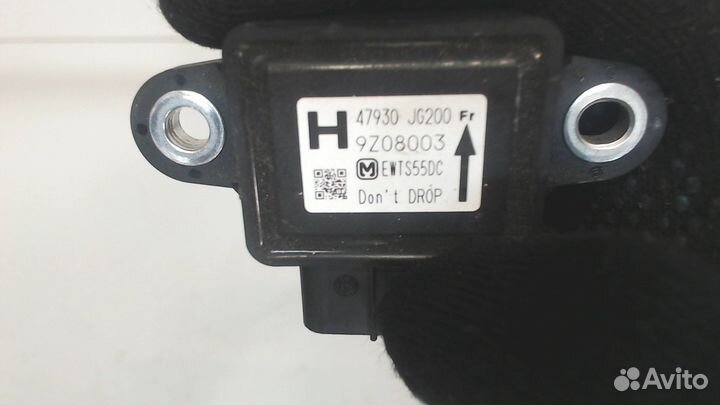 H 47930 JG200 Fr
9Z08003
M EWTS55DC
Don't DROP
Avito